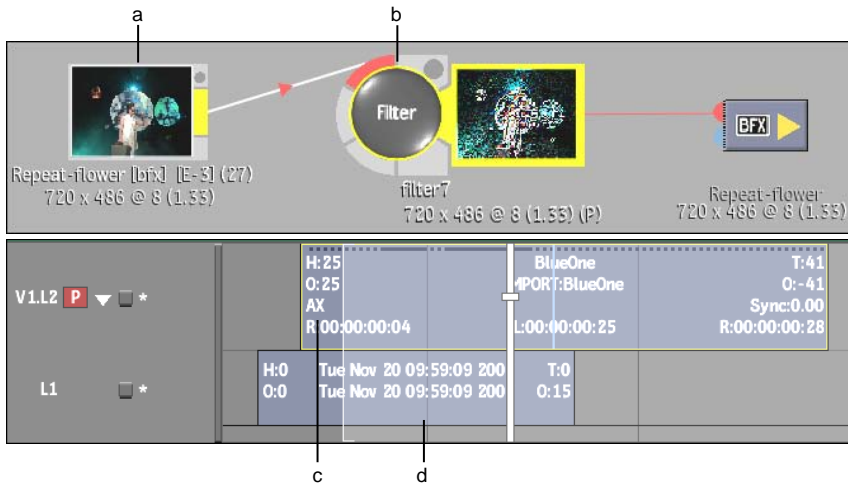 a
b
Filter
BFX
Repeat-flower [bfx] [E-3] (27)
720 x 486 @ 8 (1.33)
filter7
720 x 486 @ 8 (1.33) (P)
Repeat-flower
720 x 486 @ 8 (1.33)
H:25 BlueOne T:41
V1.L2 P * O:25 MPORT:BlueOne O:-41
AX Sync:0.00
R 00:00:00:04 L:00:00:00:25 R:00:00:00:28
H:0 Tue Nov 20 09:59:09 200 T:0
L1 * O:0 Tue Nov 20 09:59:09 200 O:15
c
d